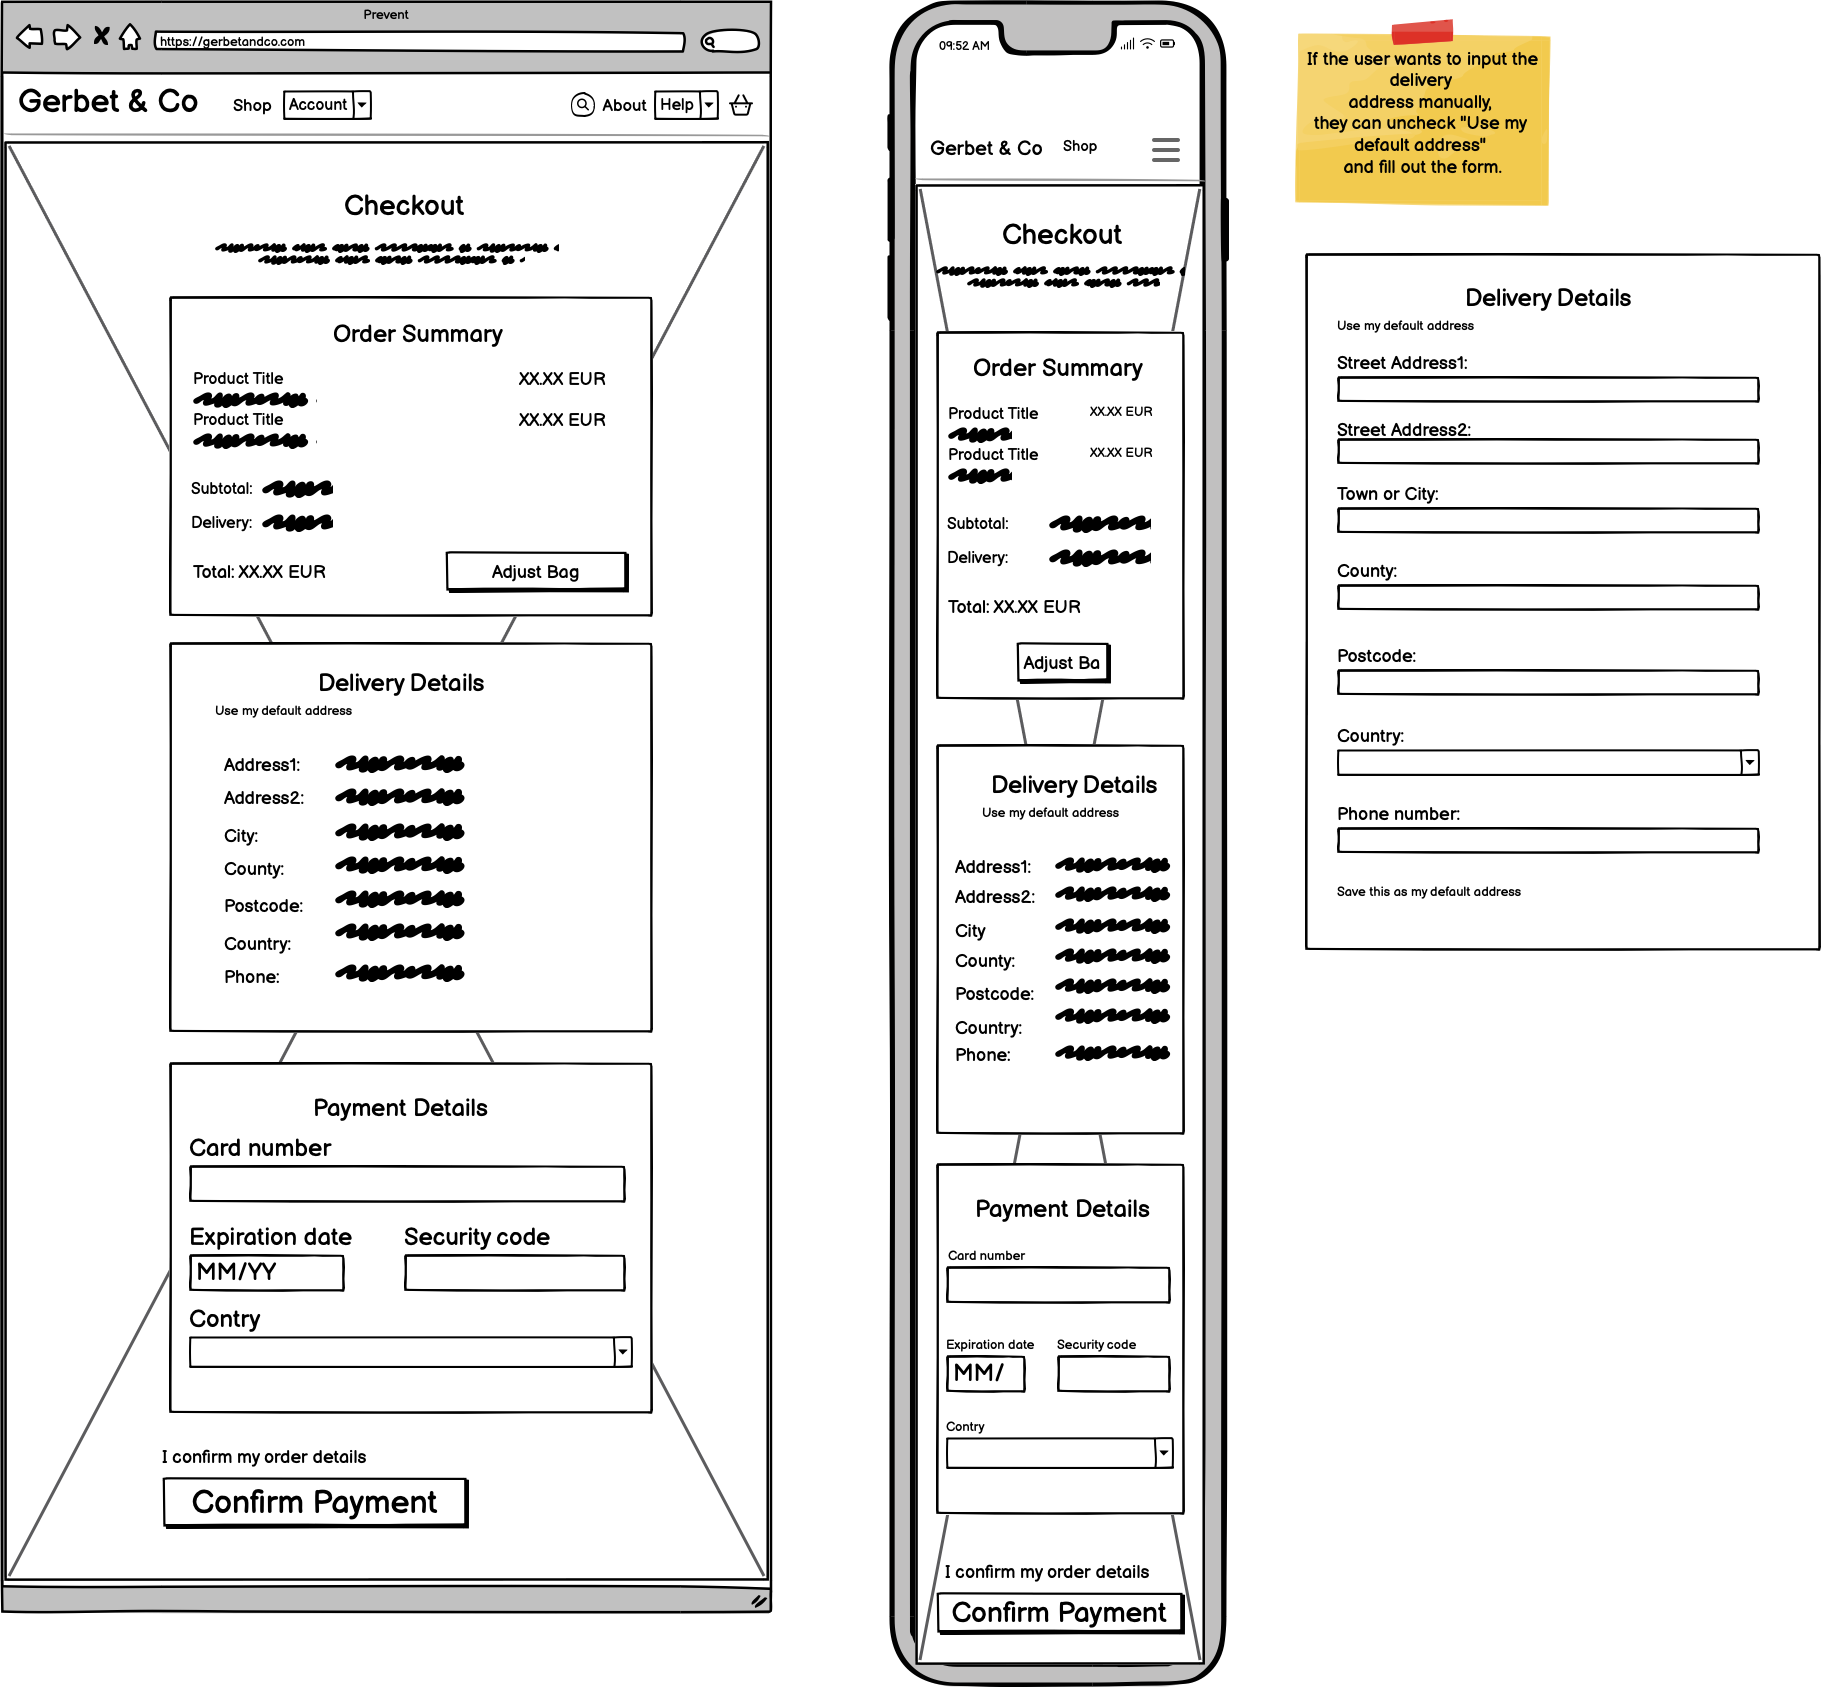 Prevent
https://gerbetandco.com
Gerbet & Co
Shop
Account
About
Help
Checkout
Order Summary
Product Title XX.XX EUR
Product Title XX.XX EUR
Subtotal:
Delivery:
Total: XX.XX EUR
Adjust Bag
Delivery Details
Use my default address
Address1:
Address2:
City:
County:
Postcode:
Country:
Phone:
Payment Details
Card number
Expiration date Security code
MM/YY
Contry
I confirm my order details
Confirm Payment
09:52 AM
Gerbet & Co Shop
Checkout
Order Summary
Product Title XX.XX EUR
Product Title XX.XX EUR
Subtotal:
Delivery:
Total: XX.XX EUR
Adjust Ba
Delivery Details
Use my default address
Address1:
Address2:
City
County:
Postcode:
Country:
Phone:
Payment Details
Card number
Expiration date Security code
MM/
Contry
I confirm my order details
Confirm Payment
If the user wants to input the
delivery
address manually,
they can uncheck "Use my
default address"
and fill out the form.
Delivery Details
Use my default address
Street Address1:
Street Address2:
Town or City:
County:
Postcode:
Country:
Phone number:
Save this as my default address